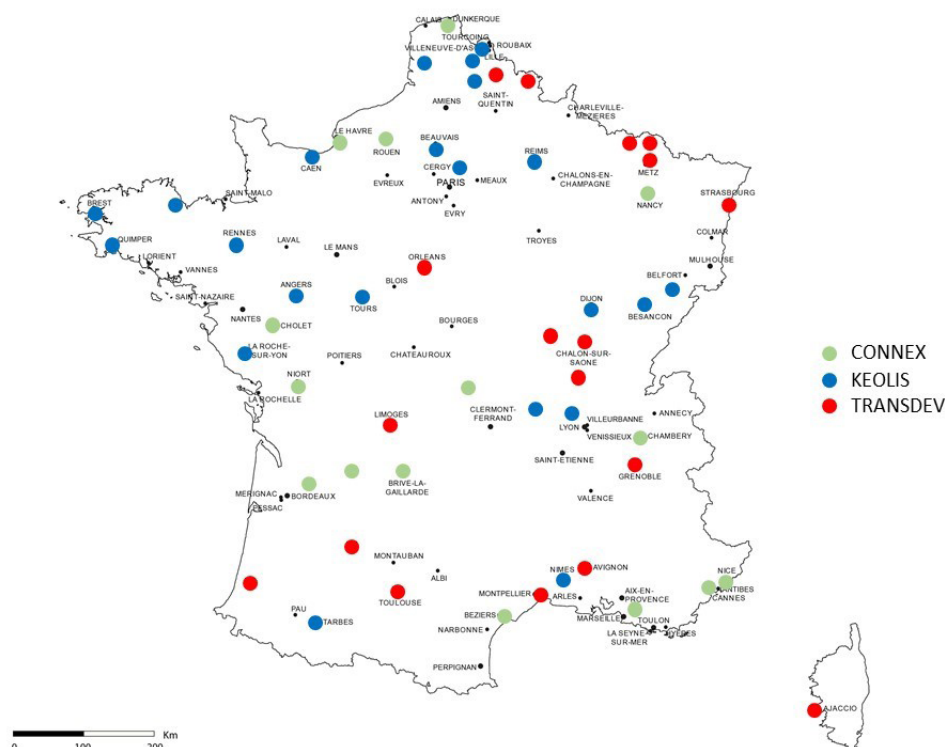 CALAIS
DUNKERQUE
TOURCOING
ROUBAIX
VILLENEUVE-D'ASCQ
LILLE
AMIENS
SAINT-
QUENTIN
CHARLEVILLE-
MEZIERES
LE HAVRE
ROUEN
BEAUVAIS
CERGY
REIMS
CAEN
EVREUX
PARIS
MEAUX
CHALONS-EN-
CHAMPAGNE
METZ
NANCY
STRASBOURG
ANTONY
EVRY
SAINT-MALO
BREST
QUIMPER
RENNES
LAVAL
LE MANS
TROYES
COLMAR
LORIENT
VANNES
ORLEANS
MULHOUSE
BELFORT
BLOIS
SAINT-NAZAIRE
ANGERS
TOURS
DIJON
BESANCON
NANTES
CHOLET
BOURGES
LA ROCHE-
SUR-YON
POITIERS
CHATEAUROUX
CHALON-SUR-
SAONE
CONNEX
KEOLIS
TRANSDEV
NIORT
LA ROCHELLE
CLERMONT-
FERRAND
LIMOGES
LYON
VILLEURBANNE
VENISSIEUX
ANNECY
CHAMBERY
SAINT-ETIENNE
GRENOBLE
BRIVE-LA-
GAILLARDE
MERIGNAC
BORDEAUX
PESSAC
VALENCE
MONTAUBAN
ALBI
NIMES
AVIGNON
NICE
TOULOUSE
MONTPELLIER
ARLES
AIX-EN-
PROVENCE
ANTIBES
CANNES
PAU
TARBES
BEZIERS
MARSEILLE
TOULON
NARBONNE
LA SEYNE
SUR-MER
HYERES
PERPIGNAN
AJACCIO
Km
0 100 200